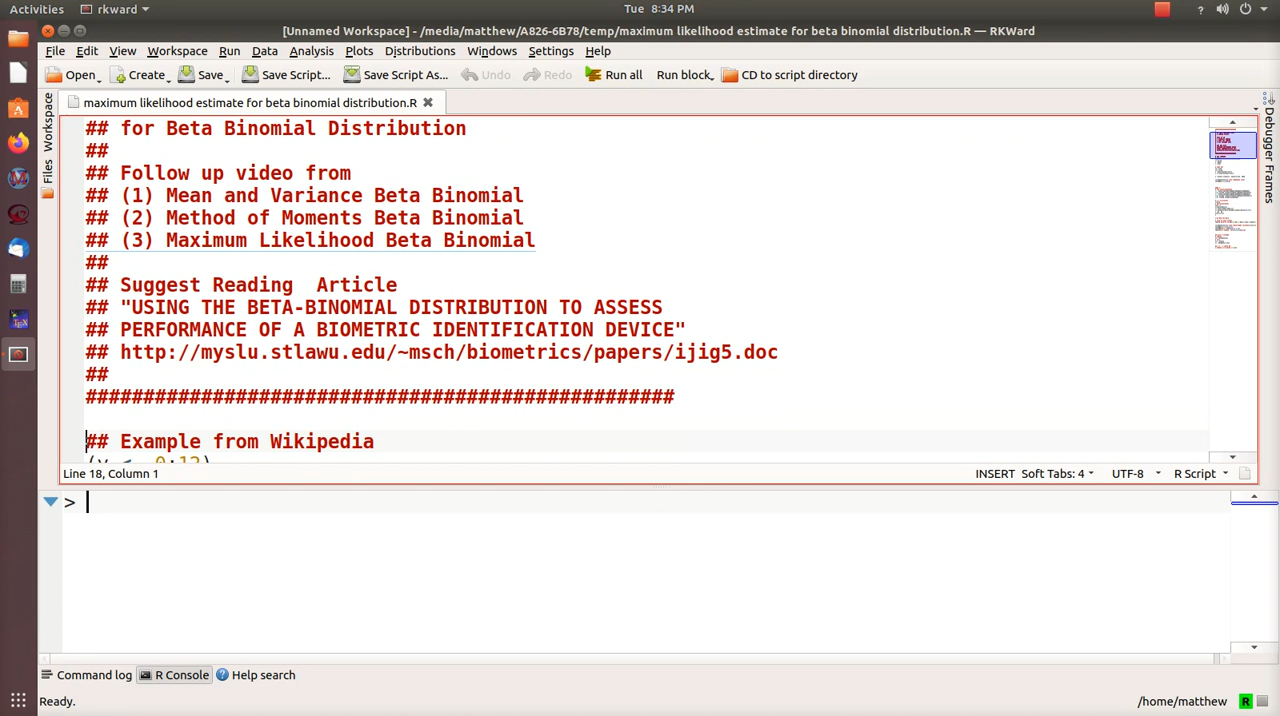 Activities rkward Tue 8:34 PM ?
[Unnamed Workspace] - /media/matthew/A826-6B78/temp/maximum likelihood estimate for beta binomial distribution.R — RKWard
File Edit View Workspace Run Data Analysis Plots Distributions Windows Settings Help
Open Create Save Save Script... Save Script As... Undo Redo Run all Run block CD to script directory
maximum likelihood estimate for beta binomial distribution.R
Workspace
Files
Debugger Frames
## for Beta Binomial Distribution
##
## Follow up video from
## (1) Mean and Variance Beta Binomial
## (2) Method of Moments Beta Binomial
## (3) Maximum Likelihood Beta Binomial
##
## Suggest Reading  Article
## "USING THE BETA-BINOMIAL DISTRIBUTION TO ASSESS
## PERFORMANCE OF A BIOMETRIC IDENTIFICATION DEVICE"
## http://myslu.stlawu.edu/~msch/biometrics/papers/ijig5.doc
##
###################################################
## Example from Wikipedia
Line 18, Column 1 INSERT Soft Tabs: 4 UTF-8 R Script
>
Command log R Console Help search
Ready. /home/matthew R